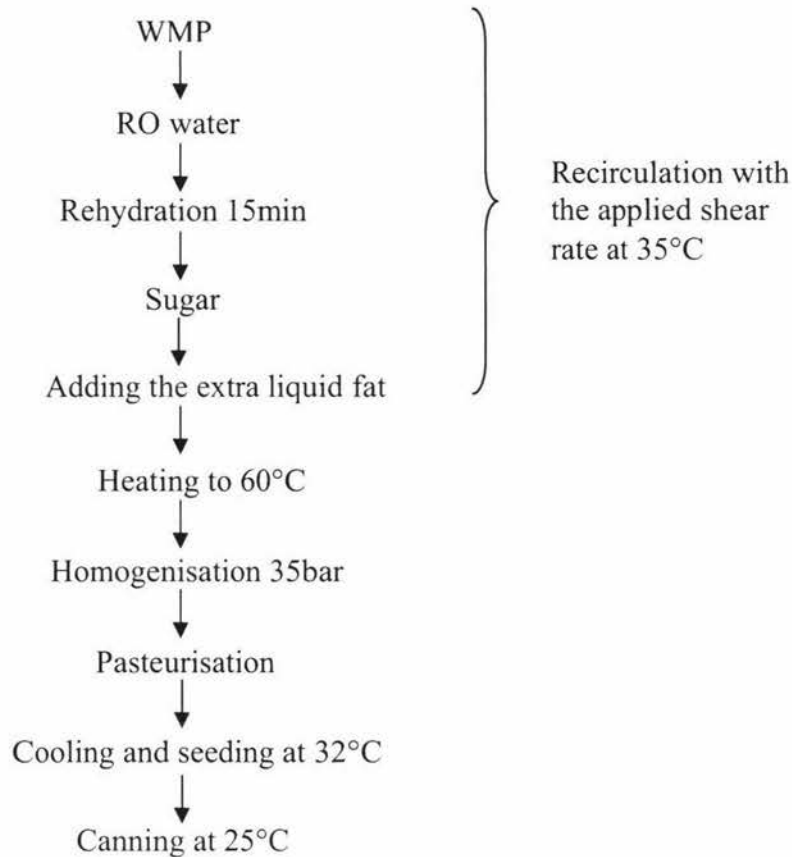 WMP
RO water
Rehydration 15min
Sugar
Adding the extra liquid fat
Recirculation with
the applied shear
rate at 35°C
Heating to 60°C
Homogenisation 35bar
Pasteurisation
Cooling and seeding at 32°C
Canning at 25°C